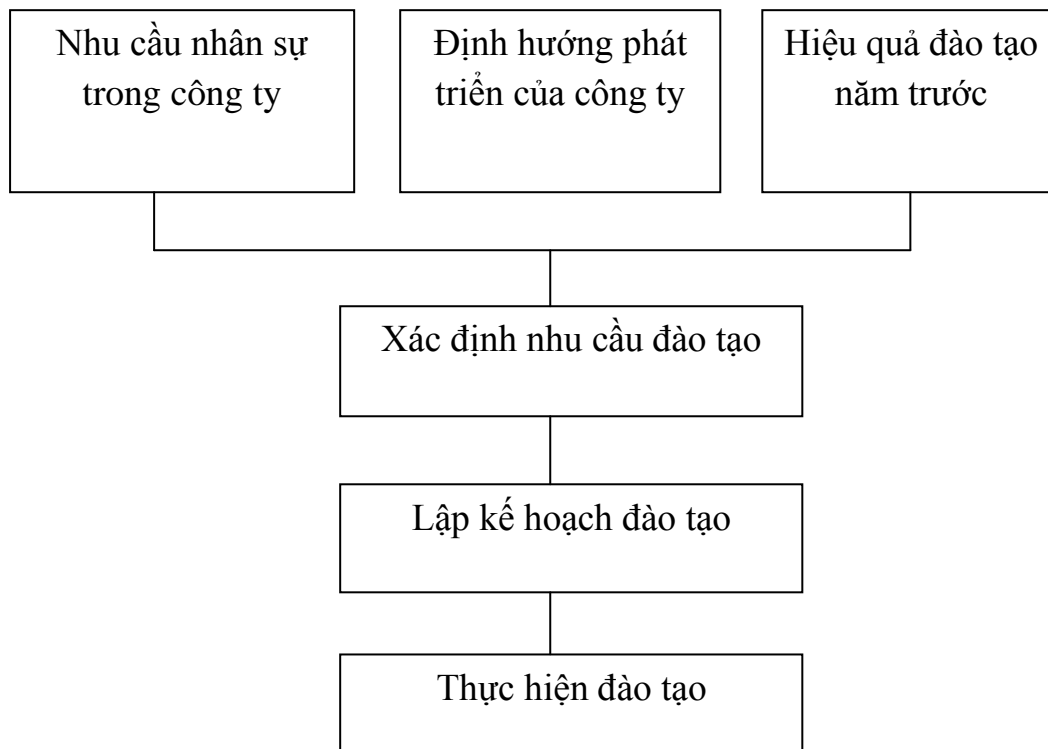 Nhu cầu nhân sự
trong công ty
Định hướng phát
triển của công ty
Hiệu quả đào tạo
năm trước
Xác định nhu cầu đào tạo
Lập kế hoạch đào tạo
Thực hiện đào tạo